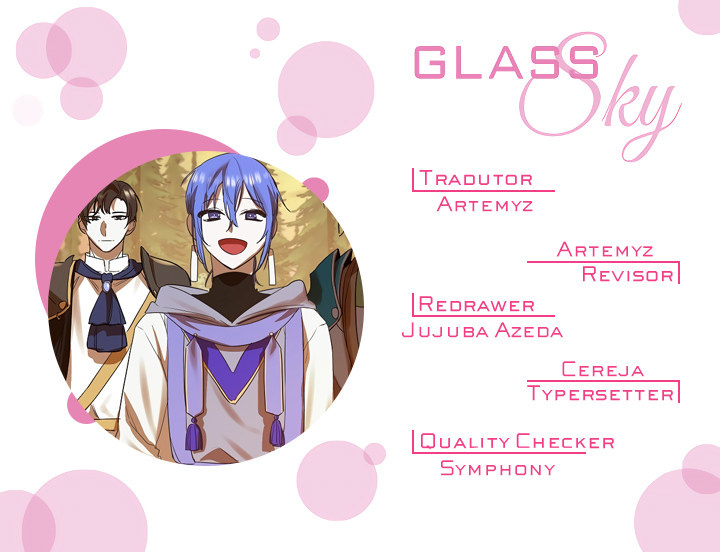 GLASS
Sky
TRADUTOR
ARTEMYZ
ARTEMYZ
REVISOR
REDRAWER
JUJUBA AZEDA
CEREJA
TYPERSETTER
QUALITY CHECKER
SYMPHONY